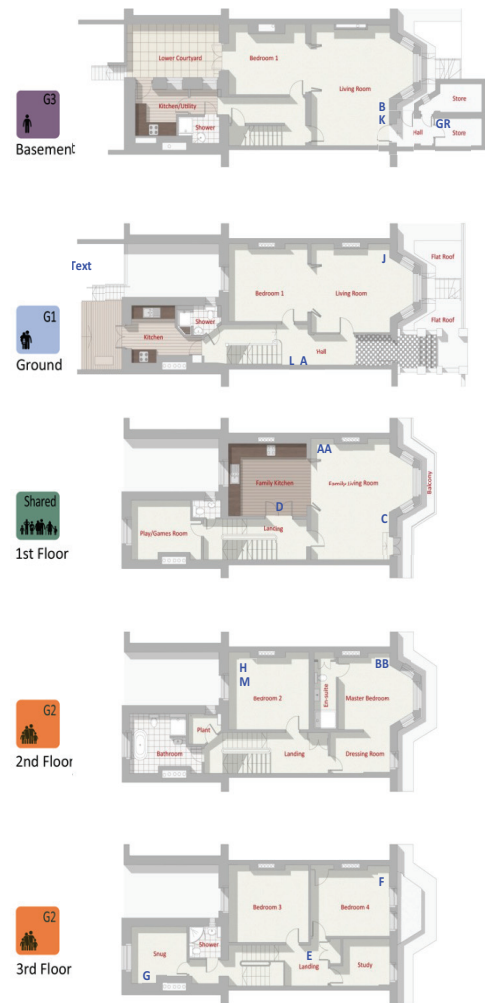 G3
Basement
Lower Courtyard
Bedroom 1
Kitchen/Utility
Shower
Living Room
B
K
Store
GR
Hall
Store
Text
G1
Ground
J
Flat Roof
Bedroom 1
Living Room
Shower
Kitchen
Flat Roof
Hall
L A
Shared
1st Floor
AA
Family Kitchen
Family Living Room
Balcony
D
C
Landing
Play/Games Room
G2
2nd Floor
H
M
BB
Bedroom 2
En-suite
Master Bedroom
Plant
Bathroom
Landing
Dressing Room
G2
3rd Floor
F
Bedroom 3
Bedroom 4
Shower
Snug
E
G
Landing
Study